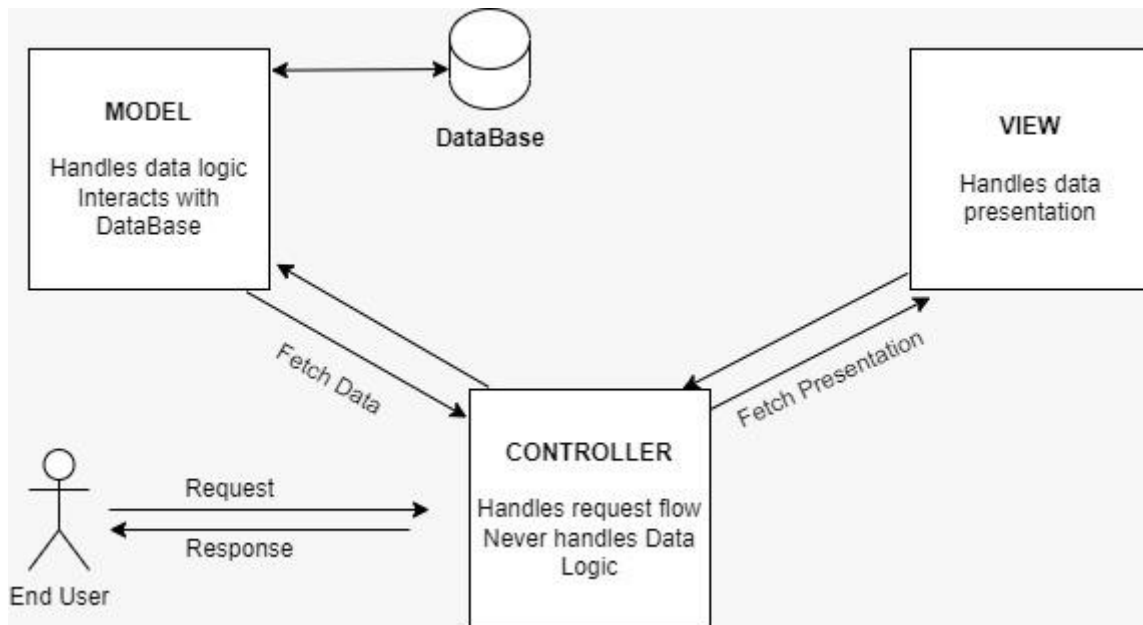 MODEL
Handles data logic
Interacts with
DataBase
DataBase
VIEW
Handles data
presentation
Fetch Data
Fetch Presentation
CONTROLLER
Handles request flow
Never handles Data
Logic
Request
Response
End User